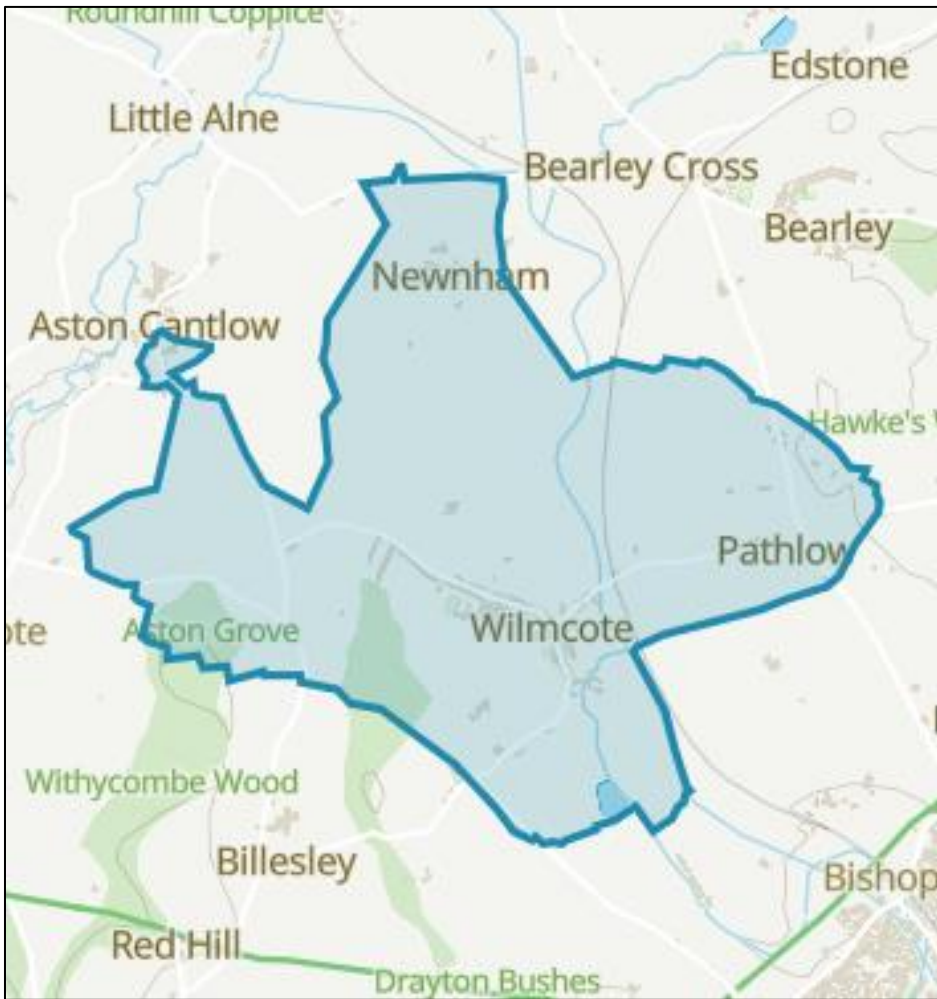 Roundhill Coppice
Edstone
Little Alne
Bearley Cross
Bearley
Newnham
Aston Cantlow
Hawke's W
Pathlow
ote
Aston Grove
Wilmcote
Withycombe Wood
Billesley
Bishop
Red Hill
Drayton Bushes